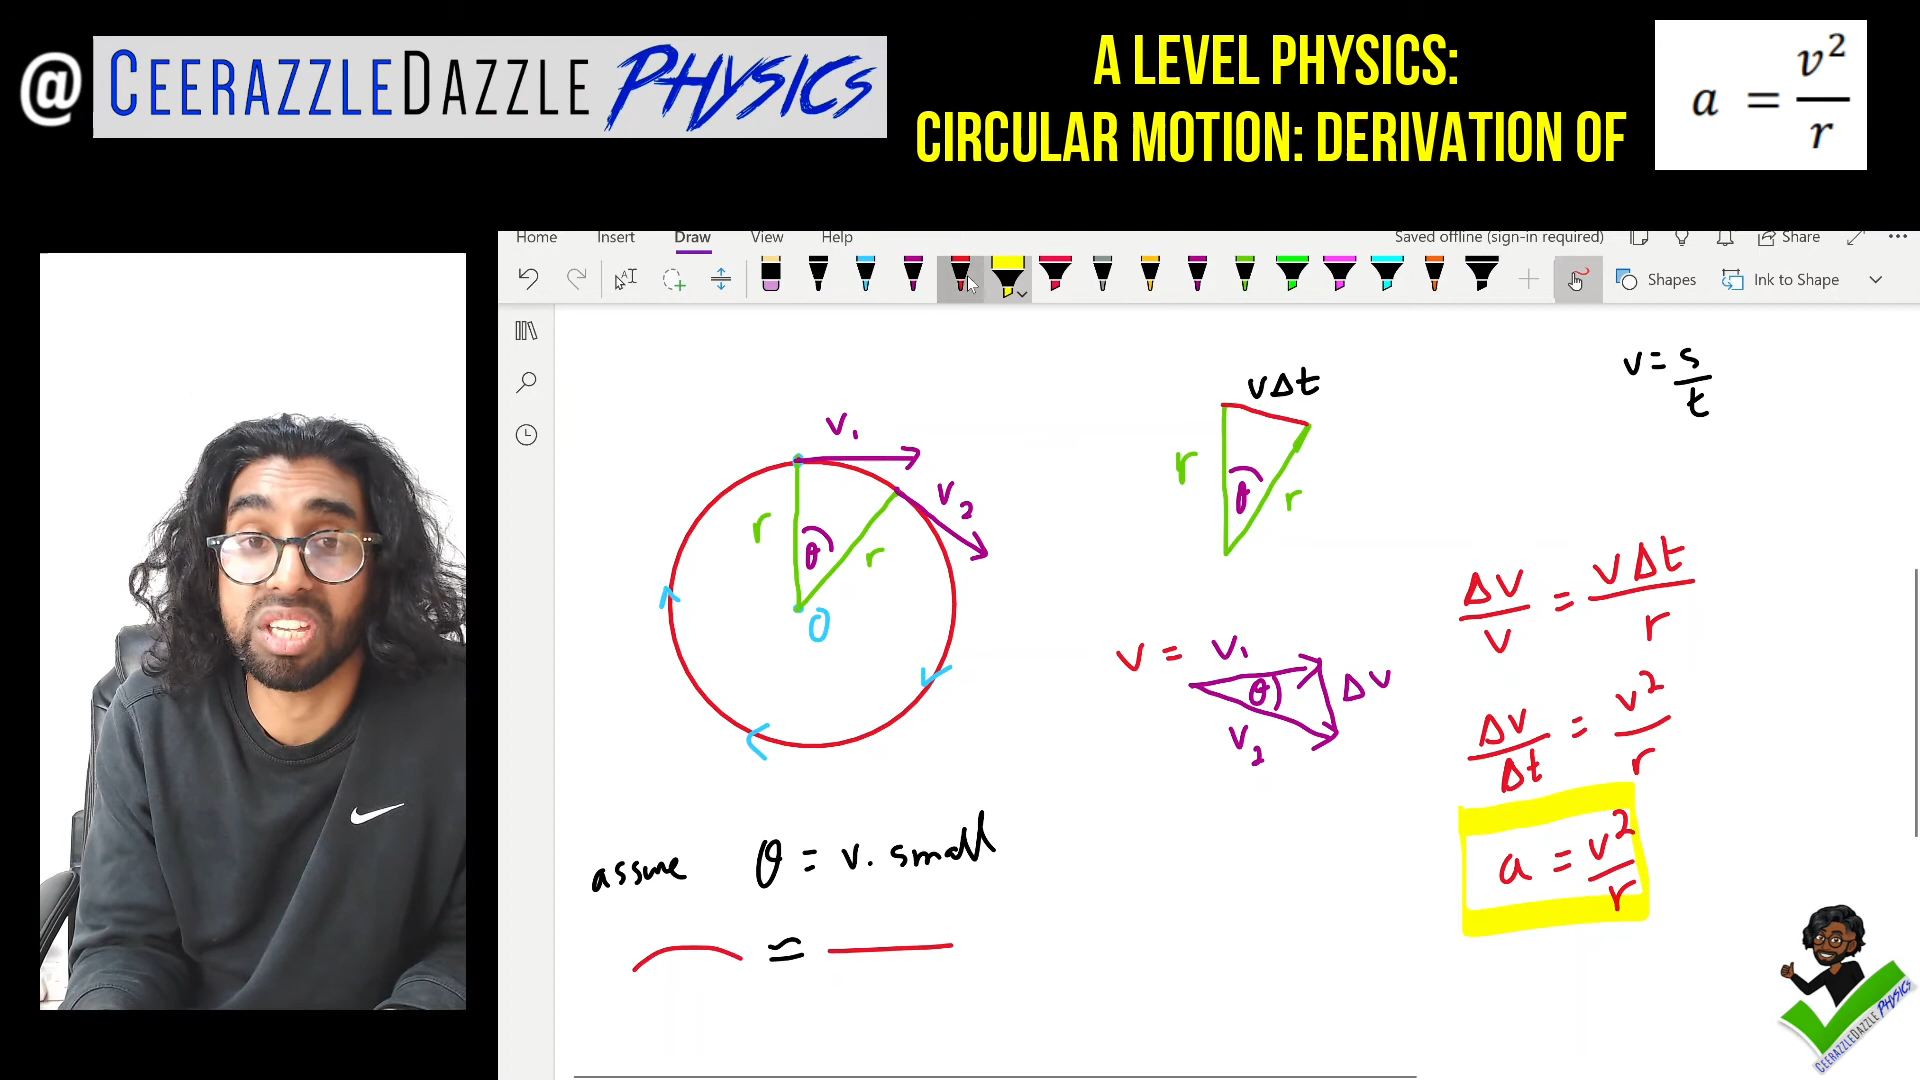 @ CEERAZZLEDAZZLE PHYSICS
A LEVEL PHYSICS:
CIRCULAR MOTION: DERIVATION OF
a = v²/r
Home Insert Draw View Help Saved offline (sign-in required) Share
Shapes Ink to Shape
v = s/t
vΔt
r
θ
r
v₁
v₂
r
θ
r
O
Δv/v = vΔt/r
v = v₁
θ
Δv
v₂
Δv/Δt = v²/r
a = v²/r
assume θ = v. small
≈
CEERAZZLEDAZZLE PHYSICS